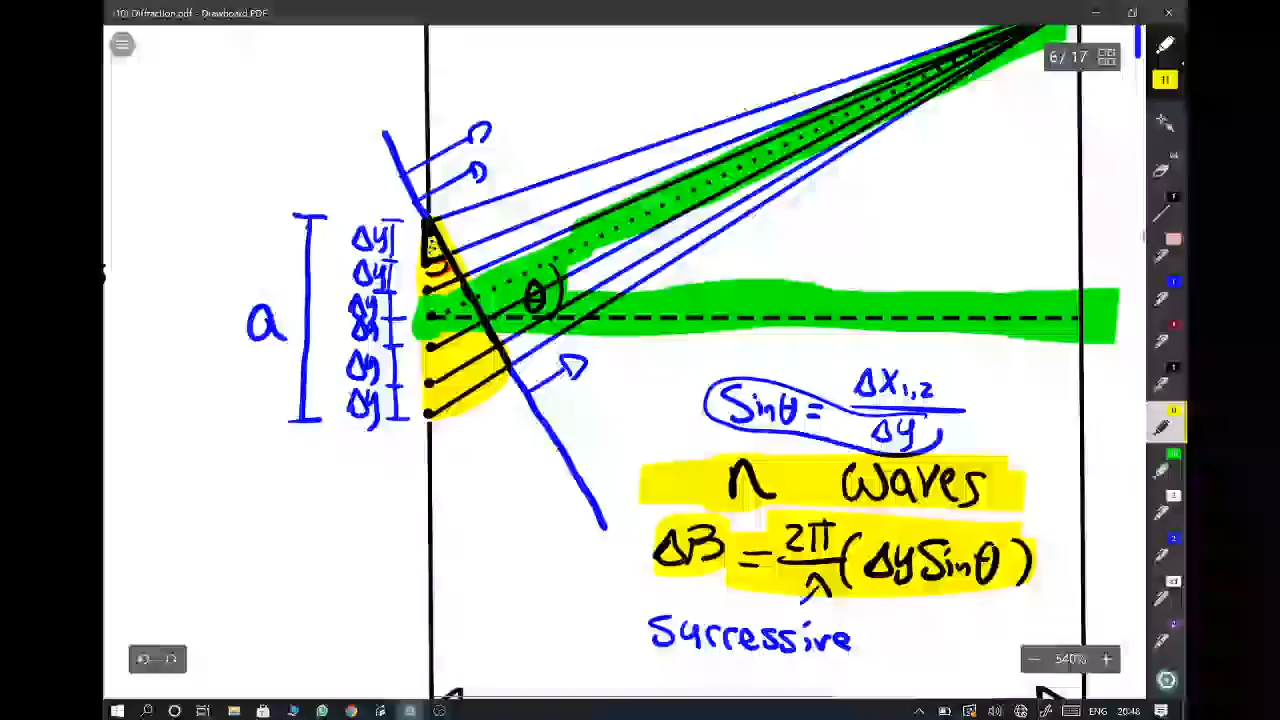 (10) Diffraction.pdf - Drawboard PDF
6 / 17
Δy
Δy
Δy
Δy
Δy
Δy
a
θ
Sinθ = ΔX1,2 / Δy
n waves
ΔB = 2π/λ (Δy Sinθ)
Successive
540%
ENG 20:48